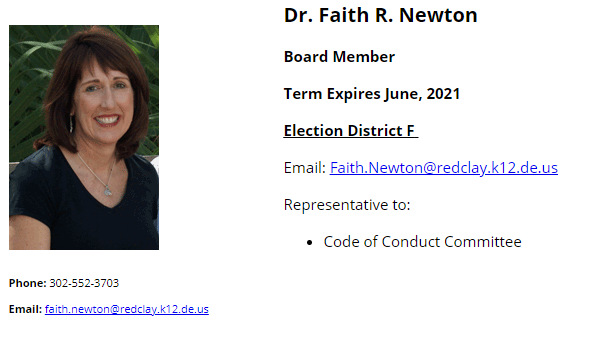 Dr. Faith R. Newton
Board Member
Term Expires June, 2021
Election District F
Email: Faith.Newton@redclay.k12.de.us
Representative to:
• Code of Conduct Committee
Phone: 302-552-3703
Email: faith.newton@redclay.k12.de.us